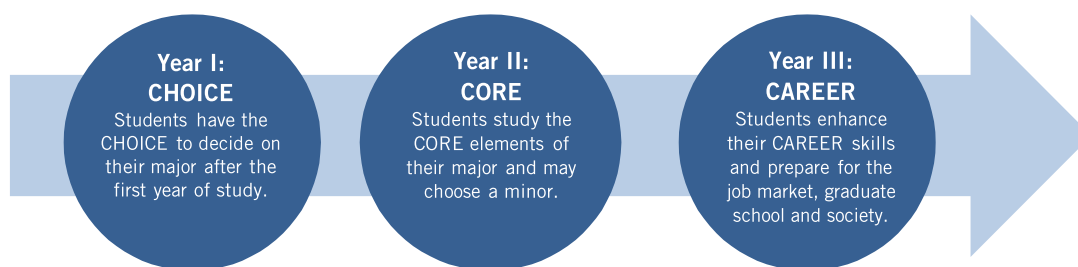 Year I:
CHOICE
Students have the
CHOICE to decide on
their major after the
first year of study.
Year II:
CORE
Students study the
CORE elements of
their major and may
choose a minor.
Year III:
CAREER
Students enhance
their CAREER skills
and prepare for the
job market, graduate
school and society.